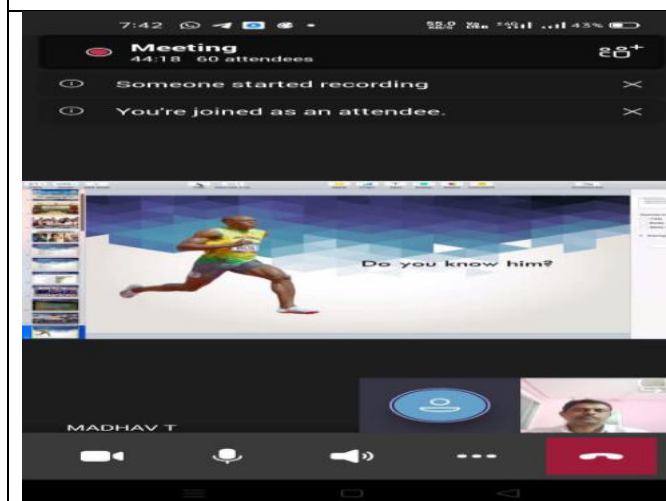 7:42
43%
Meeting
44:18 60 attendees
Someone started recording
You're joined as an attendee.
Do you know him?
MADHAV T